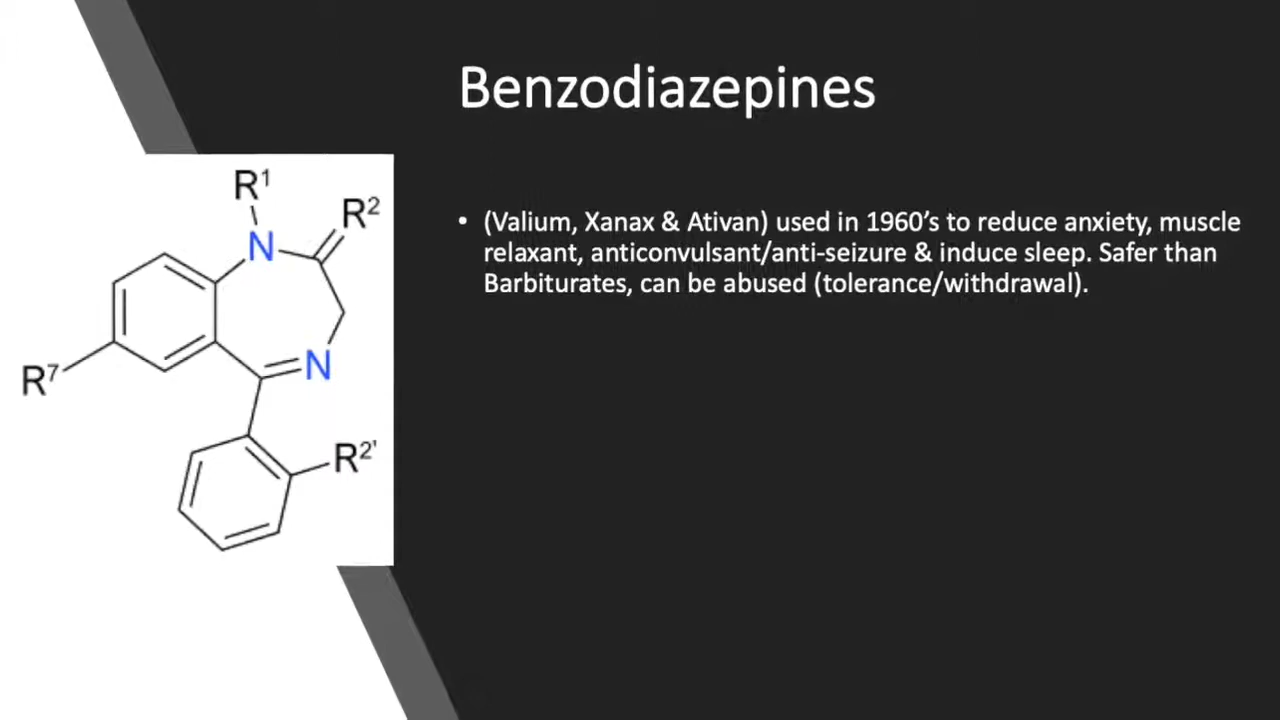 Benzodiazepines
• (Valium, Xanax & Ativan) used in 1960’s to reduce anxiety, muscle
relaxant, anticonvulsant/anti-seizure & induce sleep. Safer than
Barbiturates, can be abused (tolerance/withdrawal).
R¹
R²
N
N
R⁷
R²'